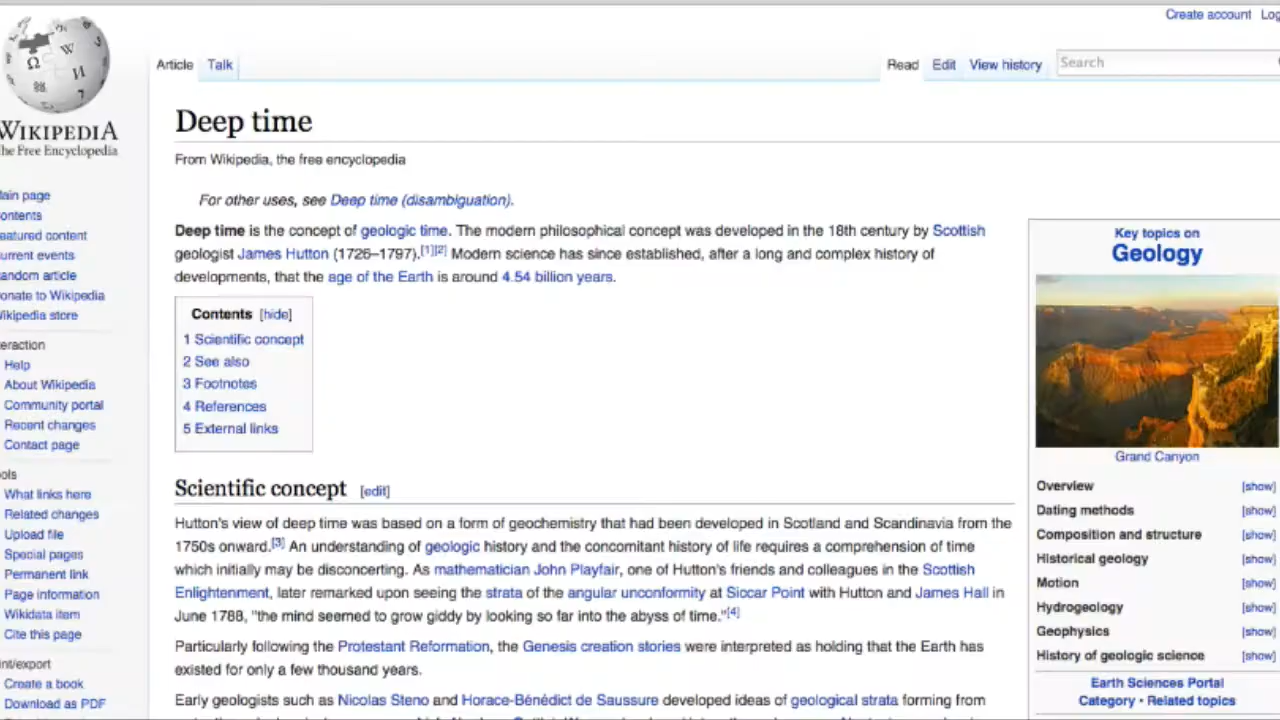 Create account
WIKIPEDIA
The Free Encyclopedia
Article Talk
Read Edit View history Search
Deep time
From Wikipedia, the free encyclopedia
For other uses, see Deep time (disambiguation).
Deep time is the concept of geologic time. The modern philosophical concept was developed in the 18th century by Scottish
geologist James Hutton (1726–1797).[1][2] Modern science has since established, after a long and complex history of
developments, that the age of the Earth is around 4.54 billion years.
Contents [hide]
1 Scientific concept
2 See also
3 Footnotes
4 References
5 External links
Scientific concept [edit]
Hutton's view of deep time was based on a form of geochemistry that had been developed in Scotland and Scandinavia from the
1750s onward.[3] An understanding of geologic history and the concomitant history of life requires a comprehension of time
which initially may be disconcerting. As mathematician John Playfair, one of Hutton's friends and colleagues in the Scottish
Enlightenment, later remarked upon seeing the strata of the angular unconformity at Siccar Point with Hutton and James Hall in
June 1788, "the mind seemed to grow giddy by looking so far into the abyss of time."[4]
Particularly following the Protestant Reformation, the Genesis creation stories were interpreted as holding that the Earth has
existed for only a few thousand years.
Early geologists such as Nicolas Steno and Horace-Bénédict de Saussure developed ideas of geological strata forming from
Key topics on
Geology
Grand Canyon
Overview [show]
Dating methods [show]
Composition and structure [show]
Historical geology [show]
Motion [show]
Hydrogeology [show]
Geophysics [show]
History of geologic science [show]
Earth Sciences Portal
Category • Related topics
ain page
ontents
eatured content
urrent events
andom article
onate to Wikipedia
ikipedia store
teraction
Help
About Wikipedia
Community portal
Recent changes
Contact page
ols
What links here
Related changes
Upload file
Special pages
Permanent link
Page information
Wikidata item
Cite this page
int/export
Create a book
Download as PDF